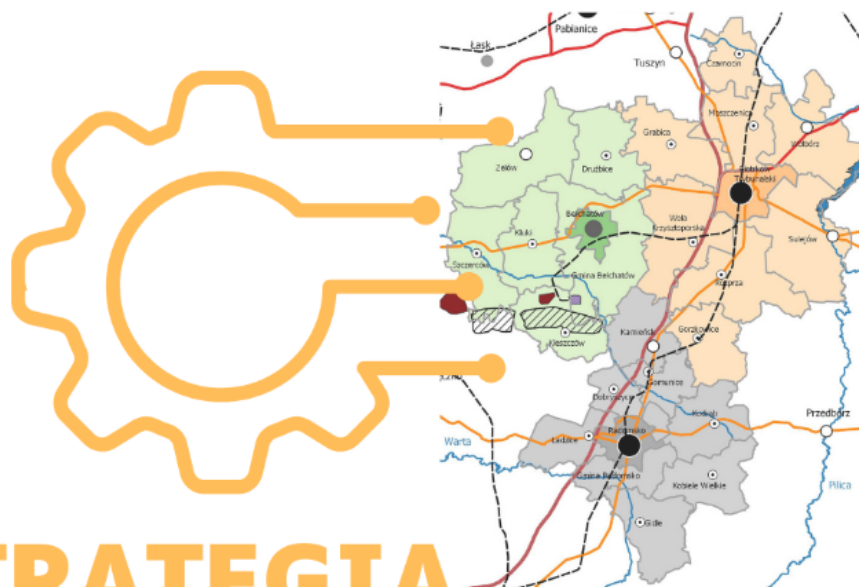 Pabianice
Łask
Tuszyn
Czarnocin
Moszczenica
Wolbórz
Grabica
Zelów
Drużbice
Piotrków
Trybunalski
Bełchatów
Wola
Krzysztoporska
Kluki
Sulejów
Szczerców
Gmina Bełchatów
Rozprza
Kamieńsk
Gorzkowice
Kleszczów
Gomunice
Dobryszyce
Przedbórz
Kodrąb
Radomsko
Ładzice
Warta
Gmina Radomsko
Kobiele Wielkie
Pilica
Gidle
TRATEGIA